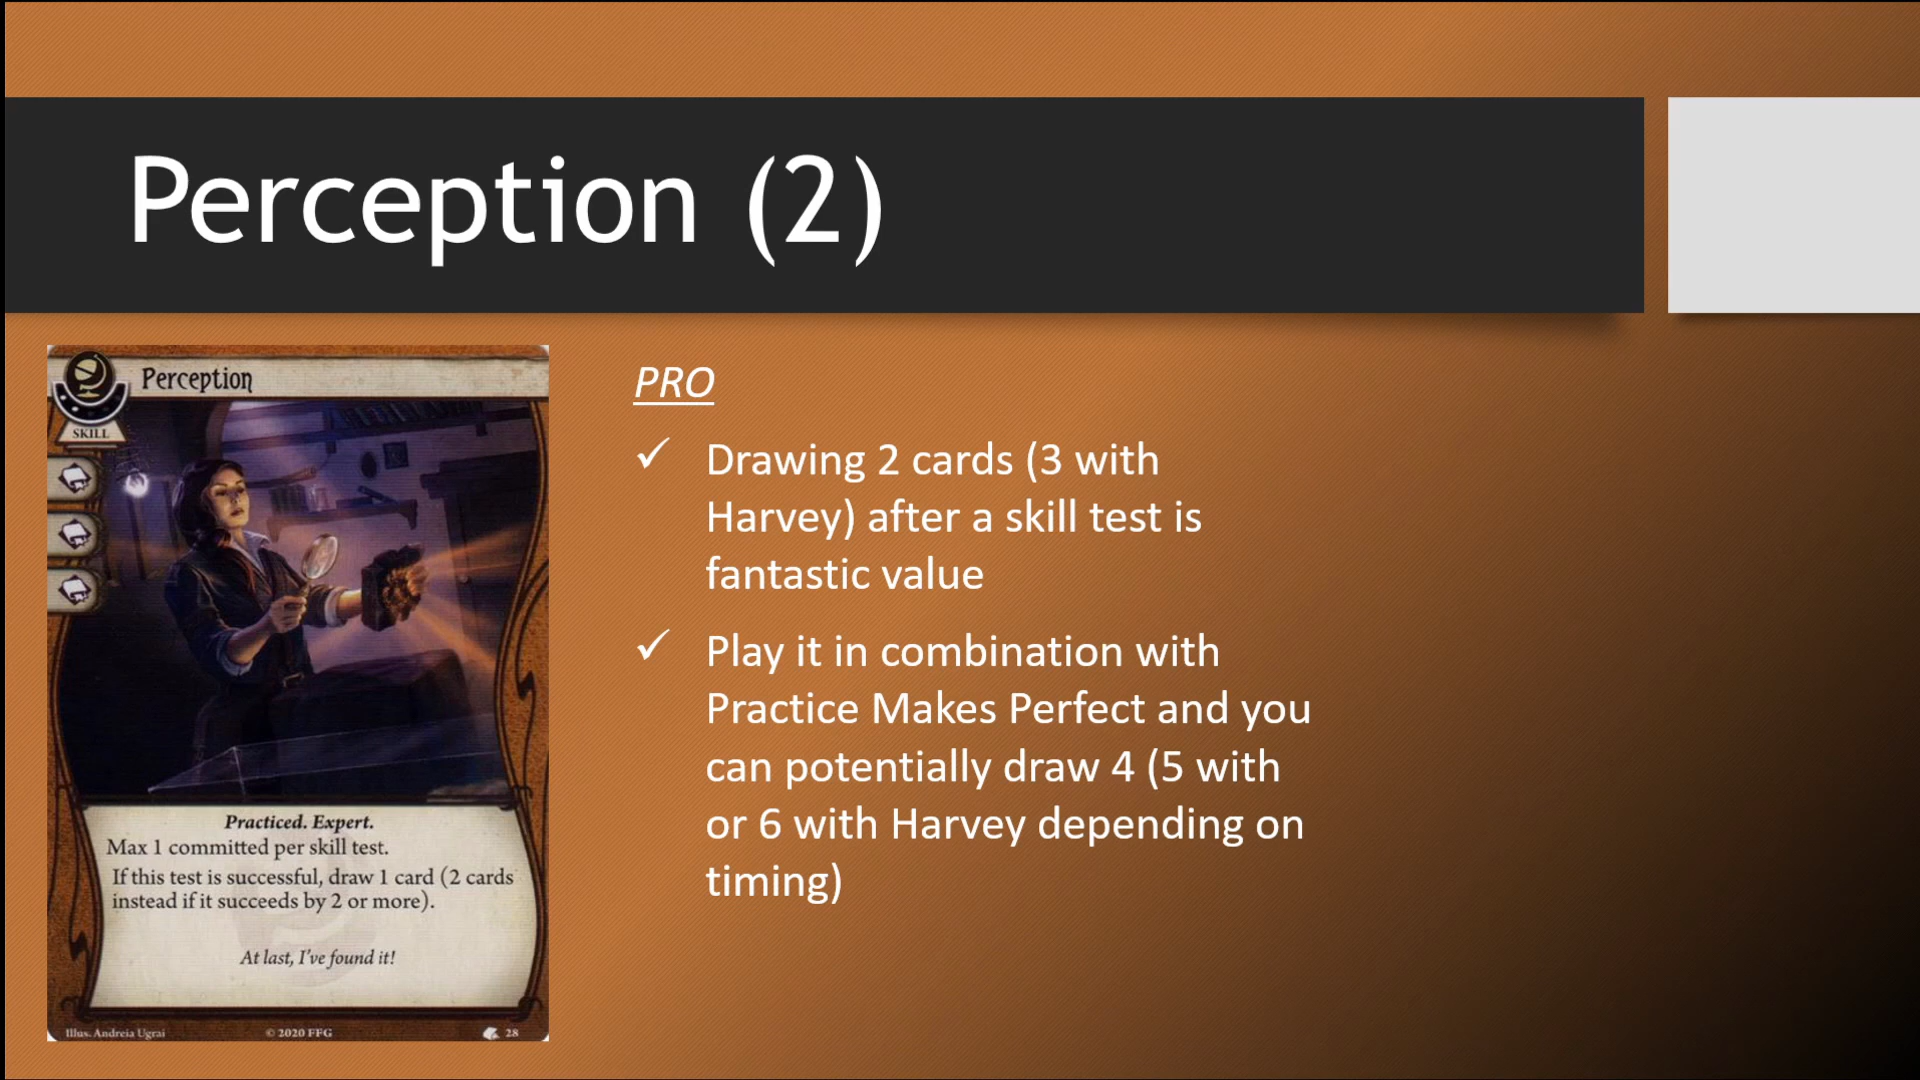 Perception (2)
Perception
SKILL
Practiced. Expert.
Max 1 committed per skill test.
If this test is successful, draw 1 card (2 cards
instead if it succeeds by 2 or more).
At last, I've found it!
Illus. Andreia Ugrai © 2020 FFG 28
PRO
✓ Drawing 2 cards (3 with
Harvey) after a skill test is
fantastic value
✓ Play it in combination with
Practice Makes Perfect and you
can potentially draw 4 (5 with
or 6 with Harvey depending on
timing)